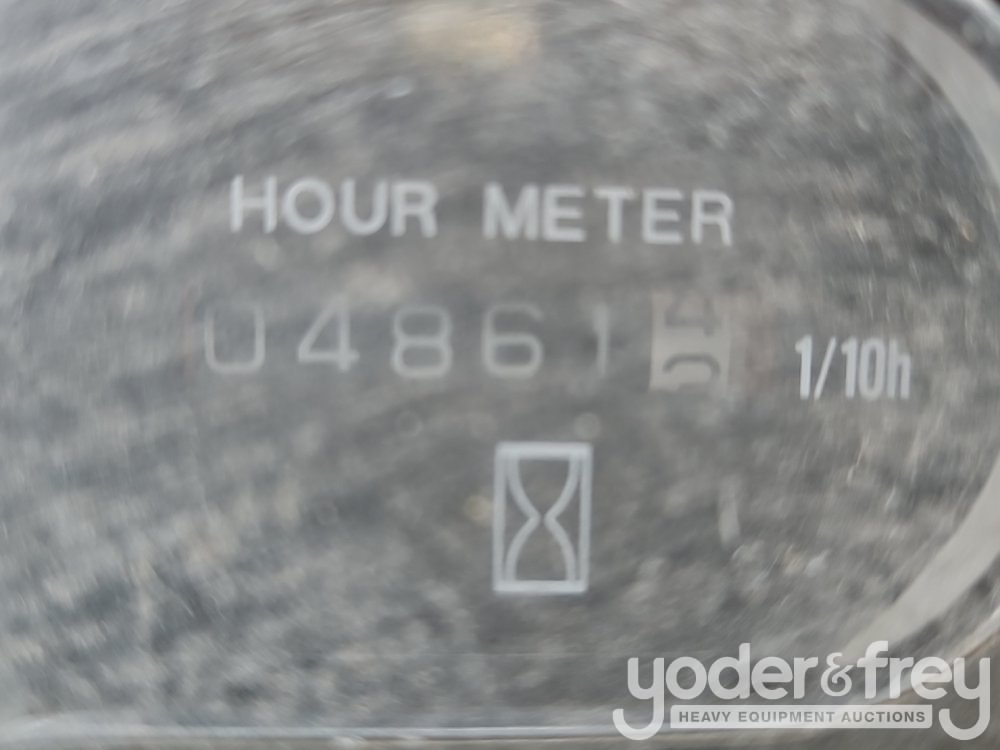 HOUR METER
04861 1/10h
yoder&frey
HEAVY EQUIPMENT AUCTIONS